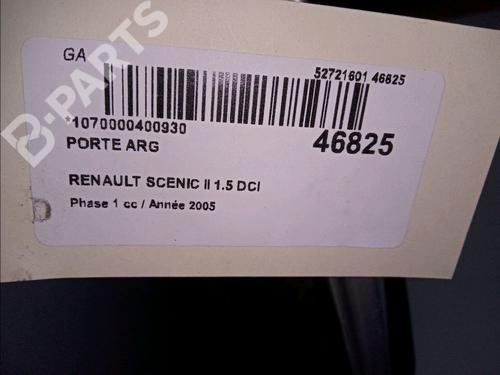 GA
52721601 46825
*1070000400930
46825
PORTE ARG
RENAULT SCENIC II 1.5 DCI
Phase 1 cc / Année 2005
B-PARTS